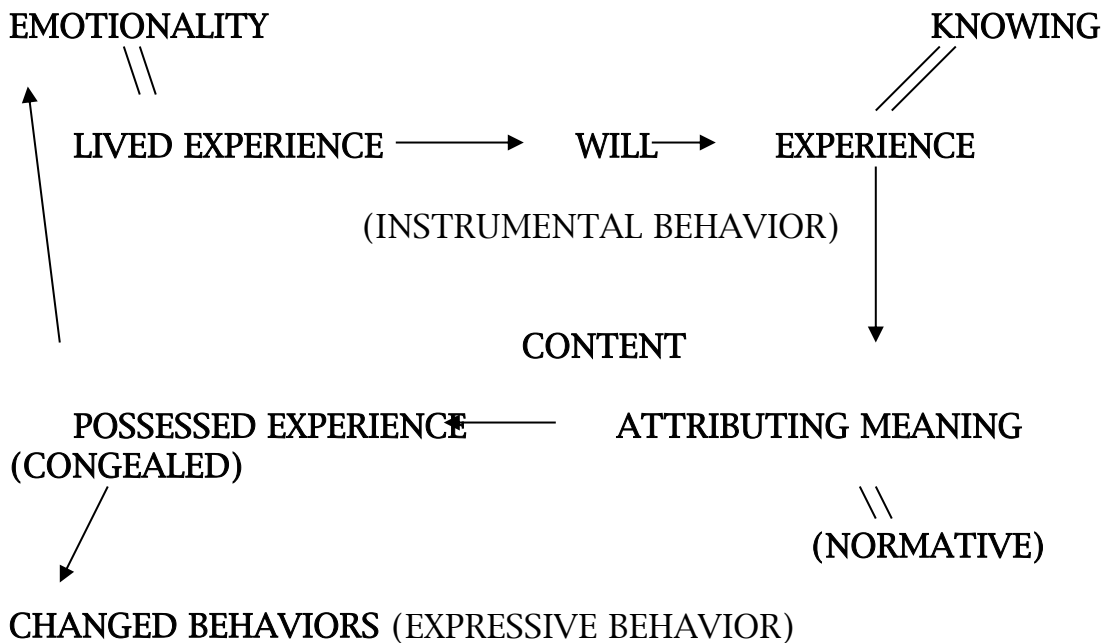 EMOTIONALITY KNOWING
LIVED EXPERIENCE WILL EXPERIENCE
(INSTRUMENTAL BEHAVIOR)
CONTENT
POSSESSED EXPERIENCE ATTRIBUTING MEANING
(CONGEALED)
(NORMATIVE)
CHANGED BEHAVIORS (EXPRESSIVE BEHAVIOR)